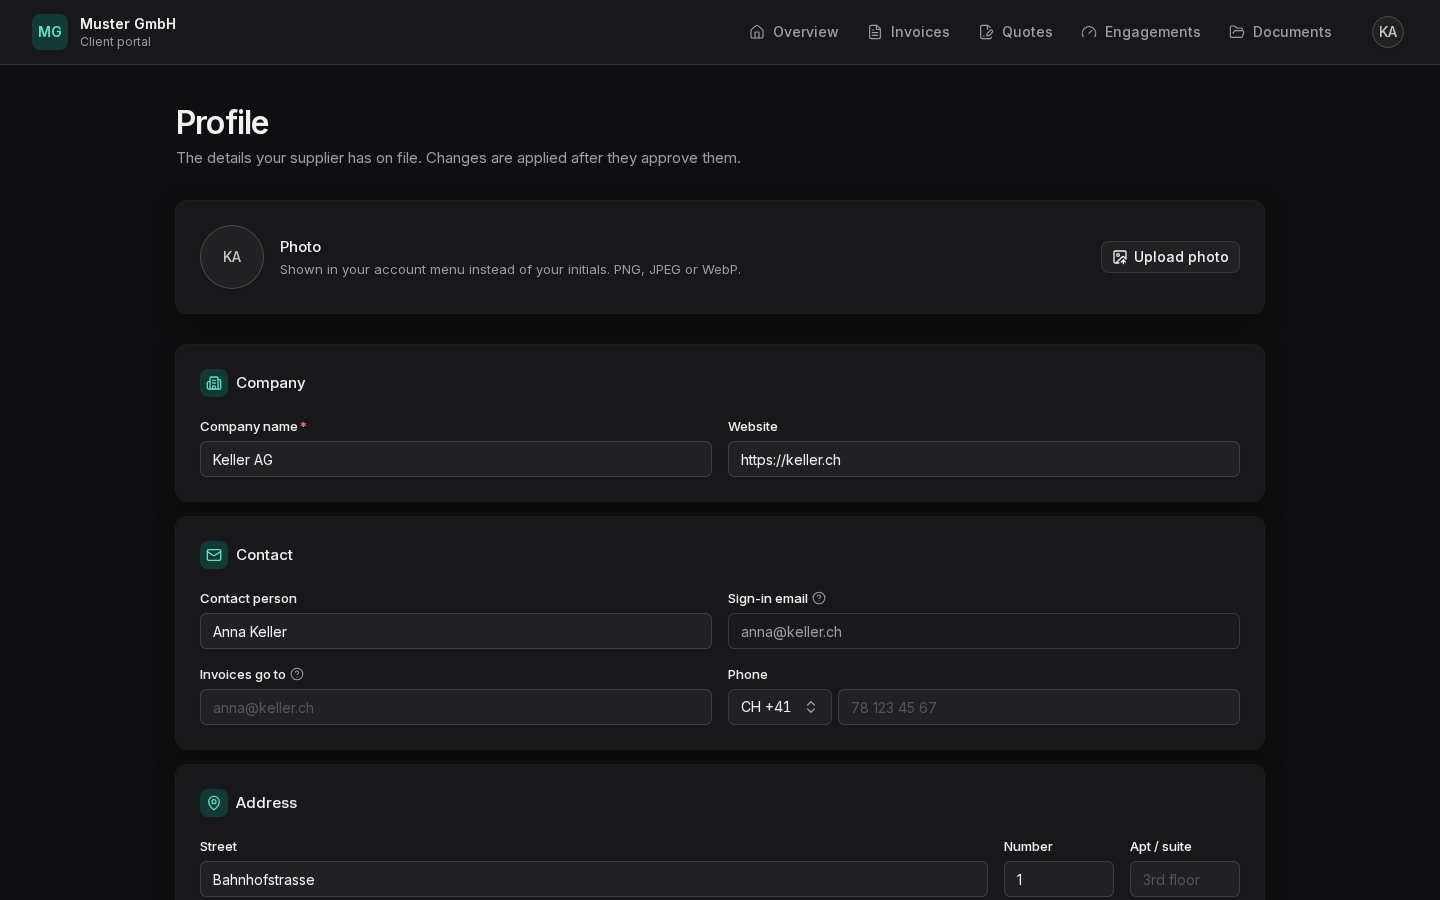 MG
Muster GmbH
Client portal
Overview
Invoices
Quotes
Engagements
Documents
KA
Profile
The details your supplier has on file. Changes are applied after they approve them.
KA
Photo
Shown in your account menu instead of your initials. PNG, JPEG or WebP.
Upload photo
Company
Company name*
Website
Keller AG
https://keller.ch
Contact
Contact person
Sign-in email
Anna Keller
anna@keller.ch
Invoices go to
Phone
anna@keller.ch
CH +41
78 123 45 67
Address
Street
Number
Apt / suite
Bahnhofstrasse
1
3rd floor